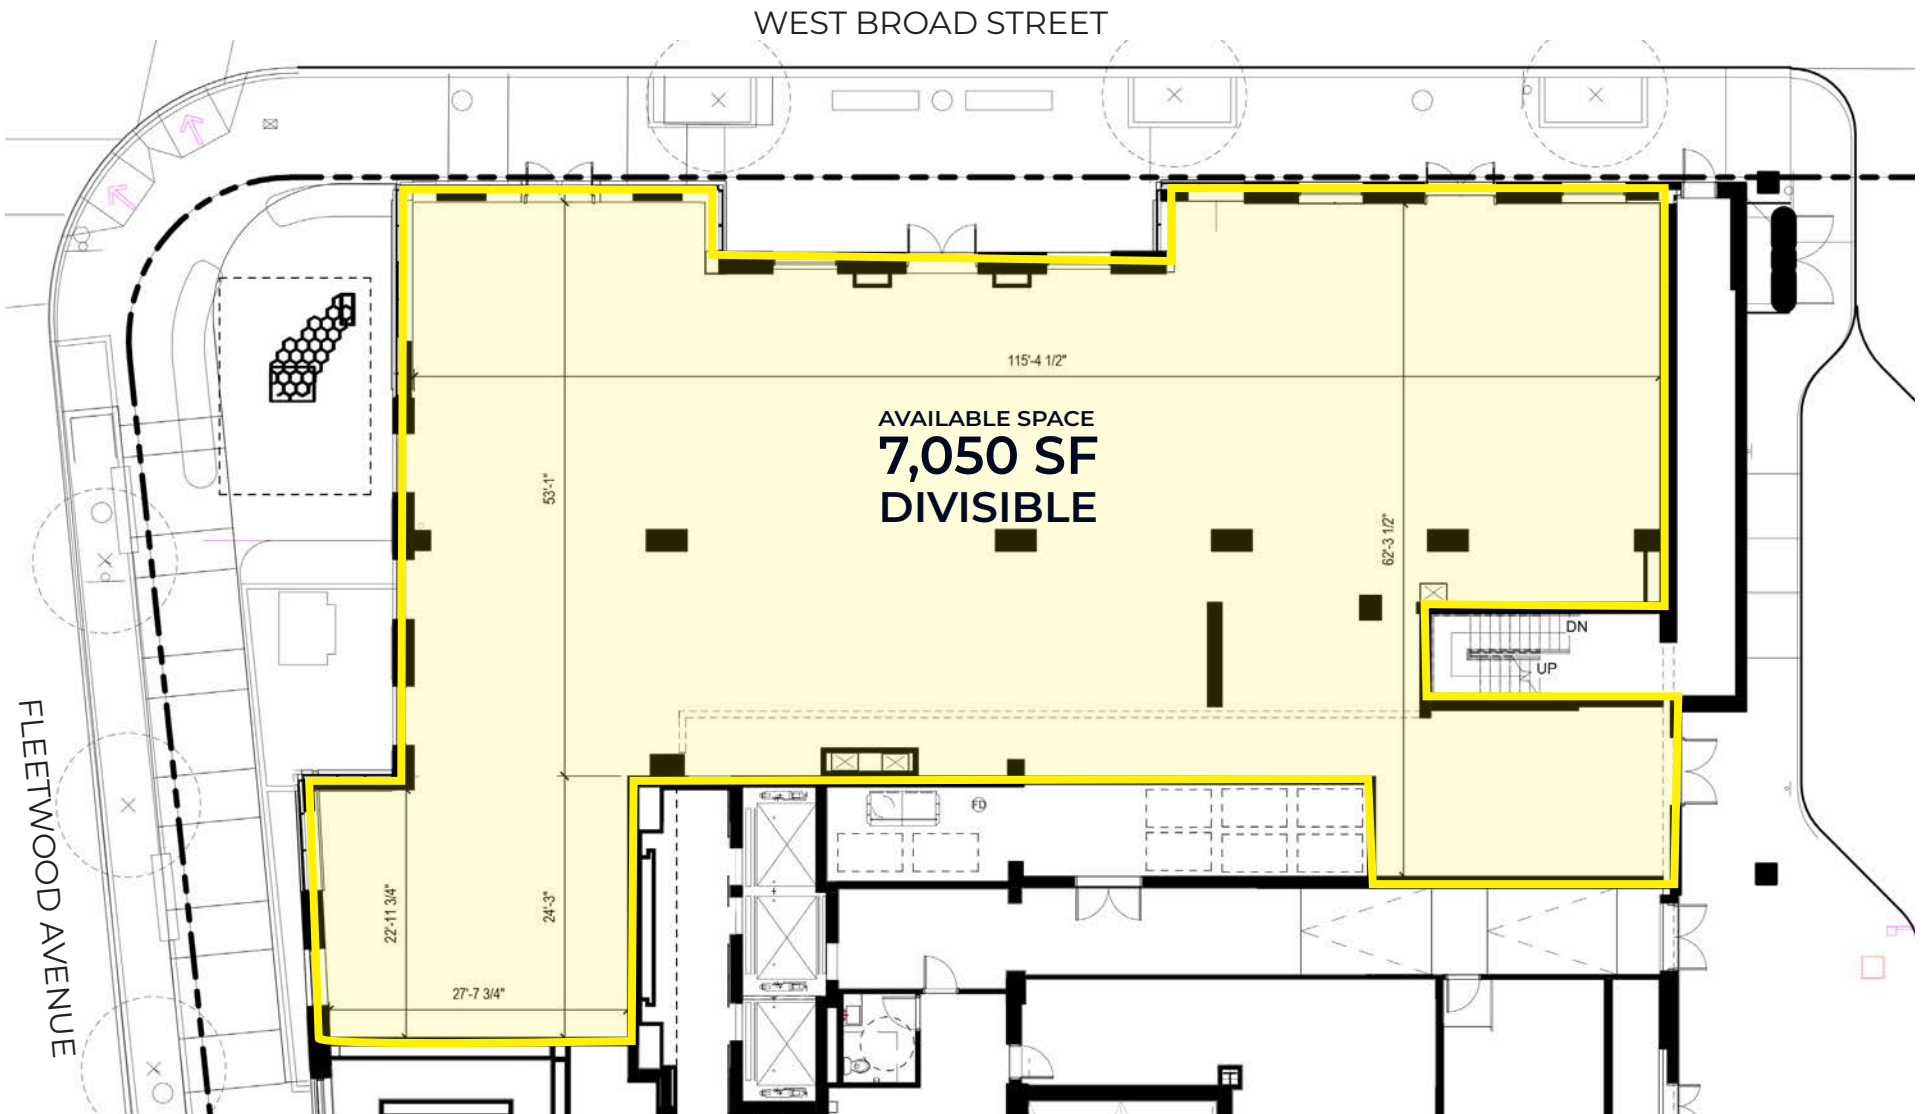 WEST BROAD STREET
115'-4 1/2"
AVAILABLE SPACE
7,050 SF
DIVISIBLE
53'-1"
62'-3 1/2"
DN
UP
FD
FLEETWOOD AVENUE
22'-11 3/4"
24'-3"
27'-7 3/4"